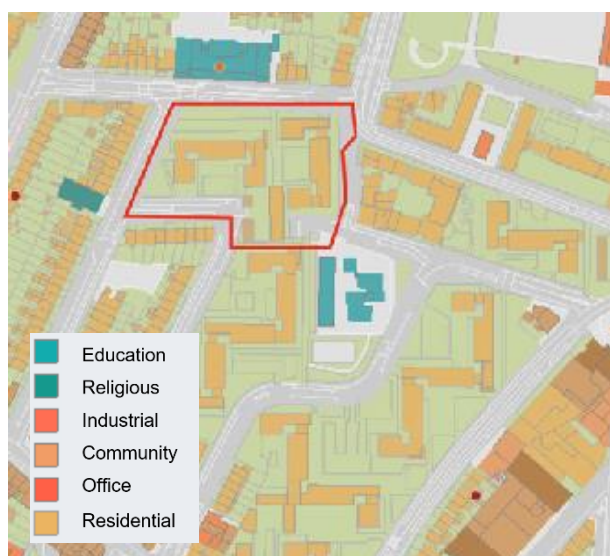 Education
Religious
Industrial
Community
Office
Residential